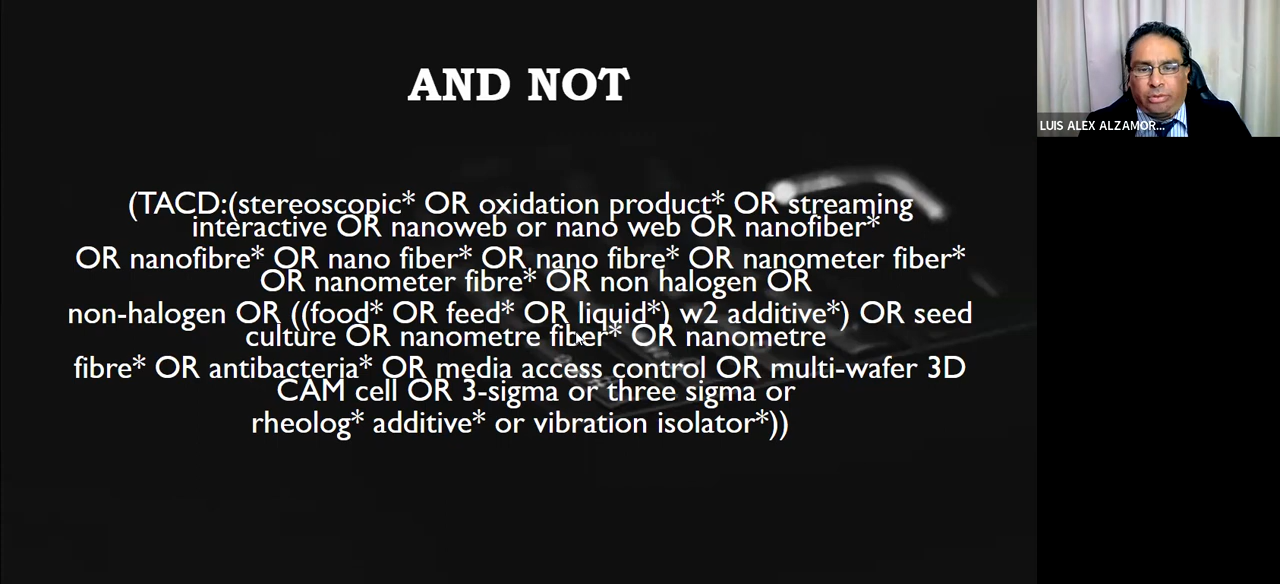 AND NOT
LUIS ALEX ALZAMOR...
(TACD:(stereoscopic* OR oxidation product* OR streaming
interactive OR nanoweb or nano web OR nanofiber*
OR nanofibre* OR nano fiber* OR nano fibre* OR nanometer fiber*
OR nanometer fibre* OR non halogen OR
non-halogen OR ((food* OR feed* OR liquid*) w2 additive*) OR seed
culture OR nanometre fiber* OR nanometre
fibre* OR antibacteria* OR media access control OR multi-wafer 3D
CAM cell OR 3-sigma or three sigma or
rheolog* additive* or vibration isolator*))